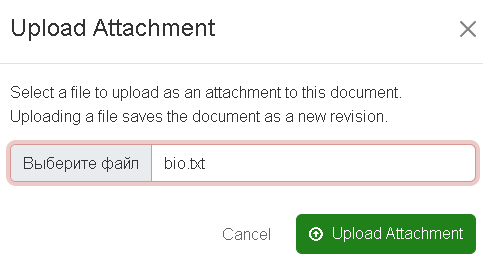 Upload Attachment
Select a file to upload as an attachment to this document.
Uploading a file saves the document as a new revision.
Выберите файл bio.txt
Cancel Upload Attachment